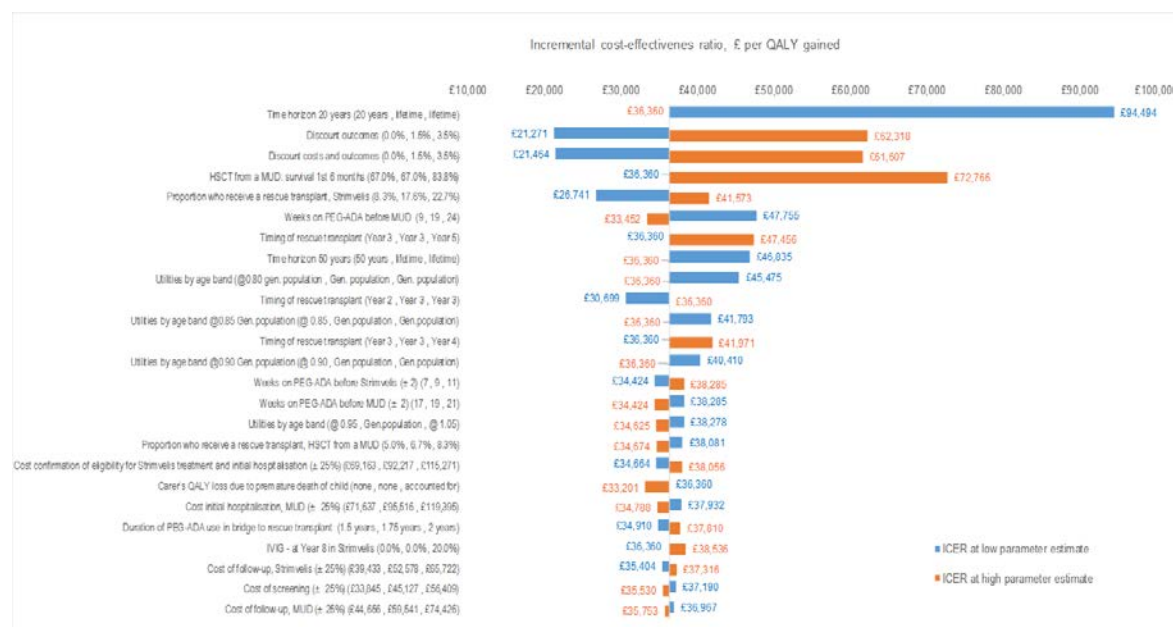 Incremental cost-effectivenes ratio, £ per QALY gained
£10,000 £20,000 £30,000 £40,000 £50,000 £60,000 £70,000 £80,000 £90,000 £100,000
Time horizon 20 years (20 years , lifetime , lifetime) £36,360 £94,494
Discount outcomes (0.0%, 1.5%, 3.5%) £21,271 £62,318
Discount costs and outcomes (0.0%, 1.5%, 3.5%) £21,464 £61,607
HSCT from a MUD: survival 1st 6 months (67.0%, 67.0%, 83.8%) £36,360 £72,766
Proportion who receive a rescue transplant, Strimvelis (8.3%, 17.6%, 22.7%) £26,741 £41,573
Weeks on PEG-ADA before MUD (9 , 19 , 24) £33,452 £47,755
Timing of rescue transplant (Year 3 , Year 3 , Year 5) £36,360 £47,456
Time horizon 50 years (50 years , lifetime , lifetime) £36,360 £46,835
Utilities by age band (@0.80 gen. population , Gen. population , Gen. population) £36,360 £45,475
Timing of rescue transplant (Year 2 , Year 3 , Year 3) £30,699 £36,360
Utilities by age band @0.85 Gen.population (@ 0.85 , Gen.population , Gen.population) £36,360 £41,793
Timing of rescue transplant (Year 3 , Year 3 , Year 4) £36,360 £41,971
Utilities by age band @0.90 Gen.population (@ 0.90 , Gen.population , Gen.population) £36,360 £40,410
Weeks on PEG-ADA before Strimvelis (± 2) (7 , 9 , 11) £34,424 £38,285
Weeks on PEG-ADA before MUD (± 2) (17 , 19 , 21) £34,424 £38,285
Utilities by age band (@ 0.95 , Gen.population , @ 1.05) £34,625 £38,278
Proportion who receive a rescue transplant, HSCT from a MUD (5.0%, 6.7%, 8.3%) £34,674 £38,081
Cost confirmation of eligibility for Strimvelis treatment and initial hospitalisation (± 25%) (£69,163 , £92,217 , £115,271) £34,664 £38,056
Carer's QALY loss due to premature death of child (none , none , accounted for) £33,201 £36,360
Cost initial hospitalisation, MUD (± 25%) (£71,637 , £95,516 , £119,395) £34,788 £37,932
Duration of PEG-ADA use in bridge to rescue transplant (1.5 years , 1.75 years , 2 years) £34,910 £37,810
IVIG - at Year 8 in Strimvelis (0.0%, 0.0%, 20.0%) £36,360 £38,536
Cost of follow-up, Strimvelis (± 25%) (£39,433 , £52,578 , £65,722) £35,404 £37,316
Cost of screening (± 25%) (£33,845 , £45,127 , £56,409) £35,530 £37,190
Cost of follow-up, MUD (± 25%) (£44,656 , £59,541 , £74,426) £35,753 £36,967
ICER at low parameter estimate
ICER at high parameter estimate